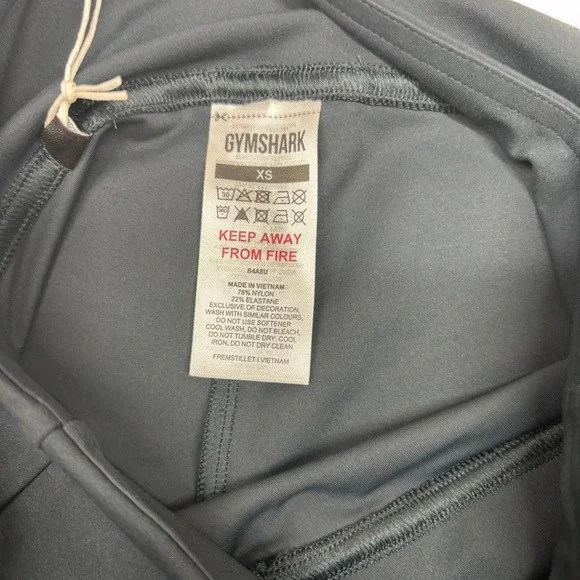 GYMSHARK
XS
30
30
KEEP AWAY
FROM FIRE
B4A8U
MADE IN VIETNAM
78% NYLON
22% ELASTANE
EXCLUSIVE OF DECORATION,
WASH WITH SIMILAR COLOURS,
DO NOT USE SOFTENER
COOL WASH, DO NOT BLEACH,
DO NOT TUMBLE DRY, COOL
IRON, DO NOT DRY CLEAN
FREMSTILLET I VIETNAM